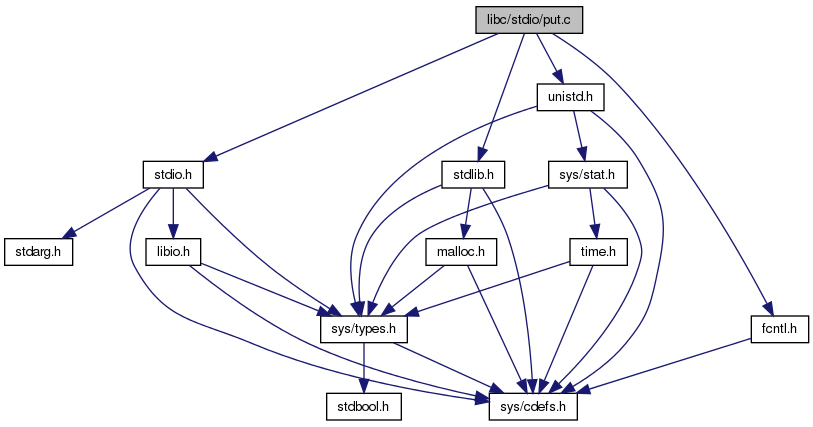 libc/stdio/put.c
unistd.h
stdio.h
stdlib.h
sys/stat.h
stdarg.h
libio.h
malloc.h
time.h
sys/types.h
fcntl.h
stdbool.h
sys/cdefs.h